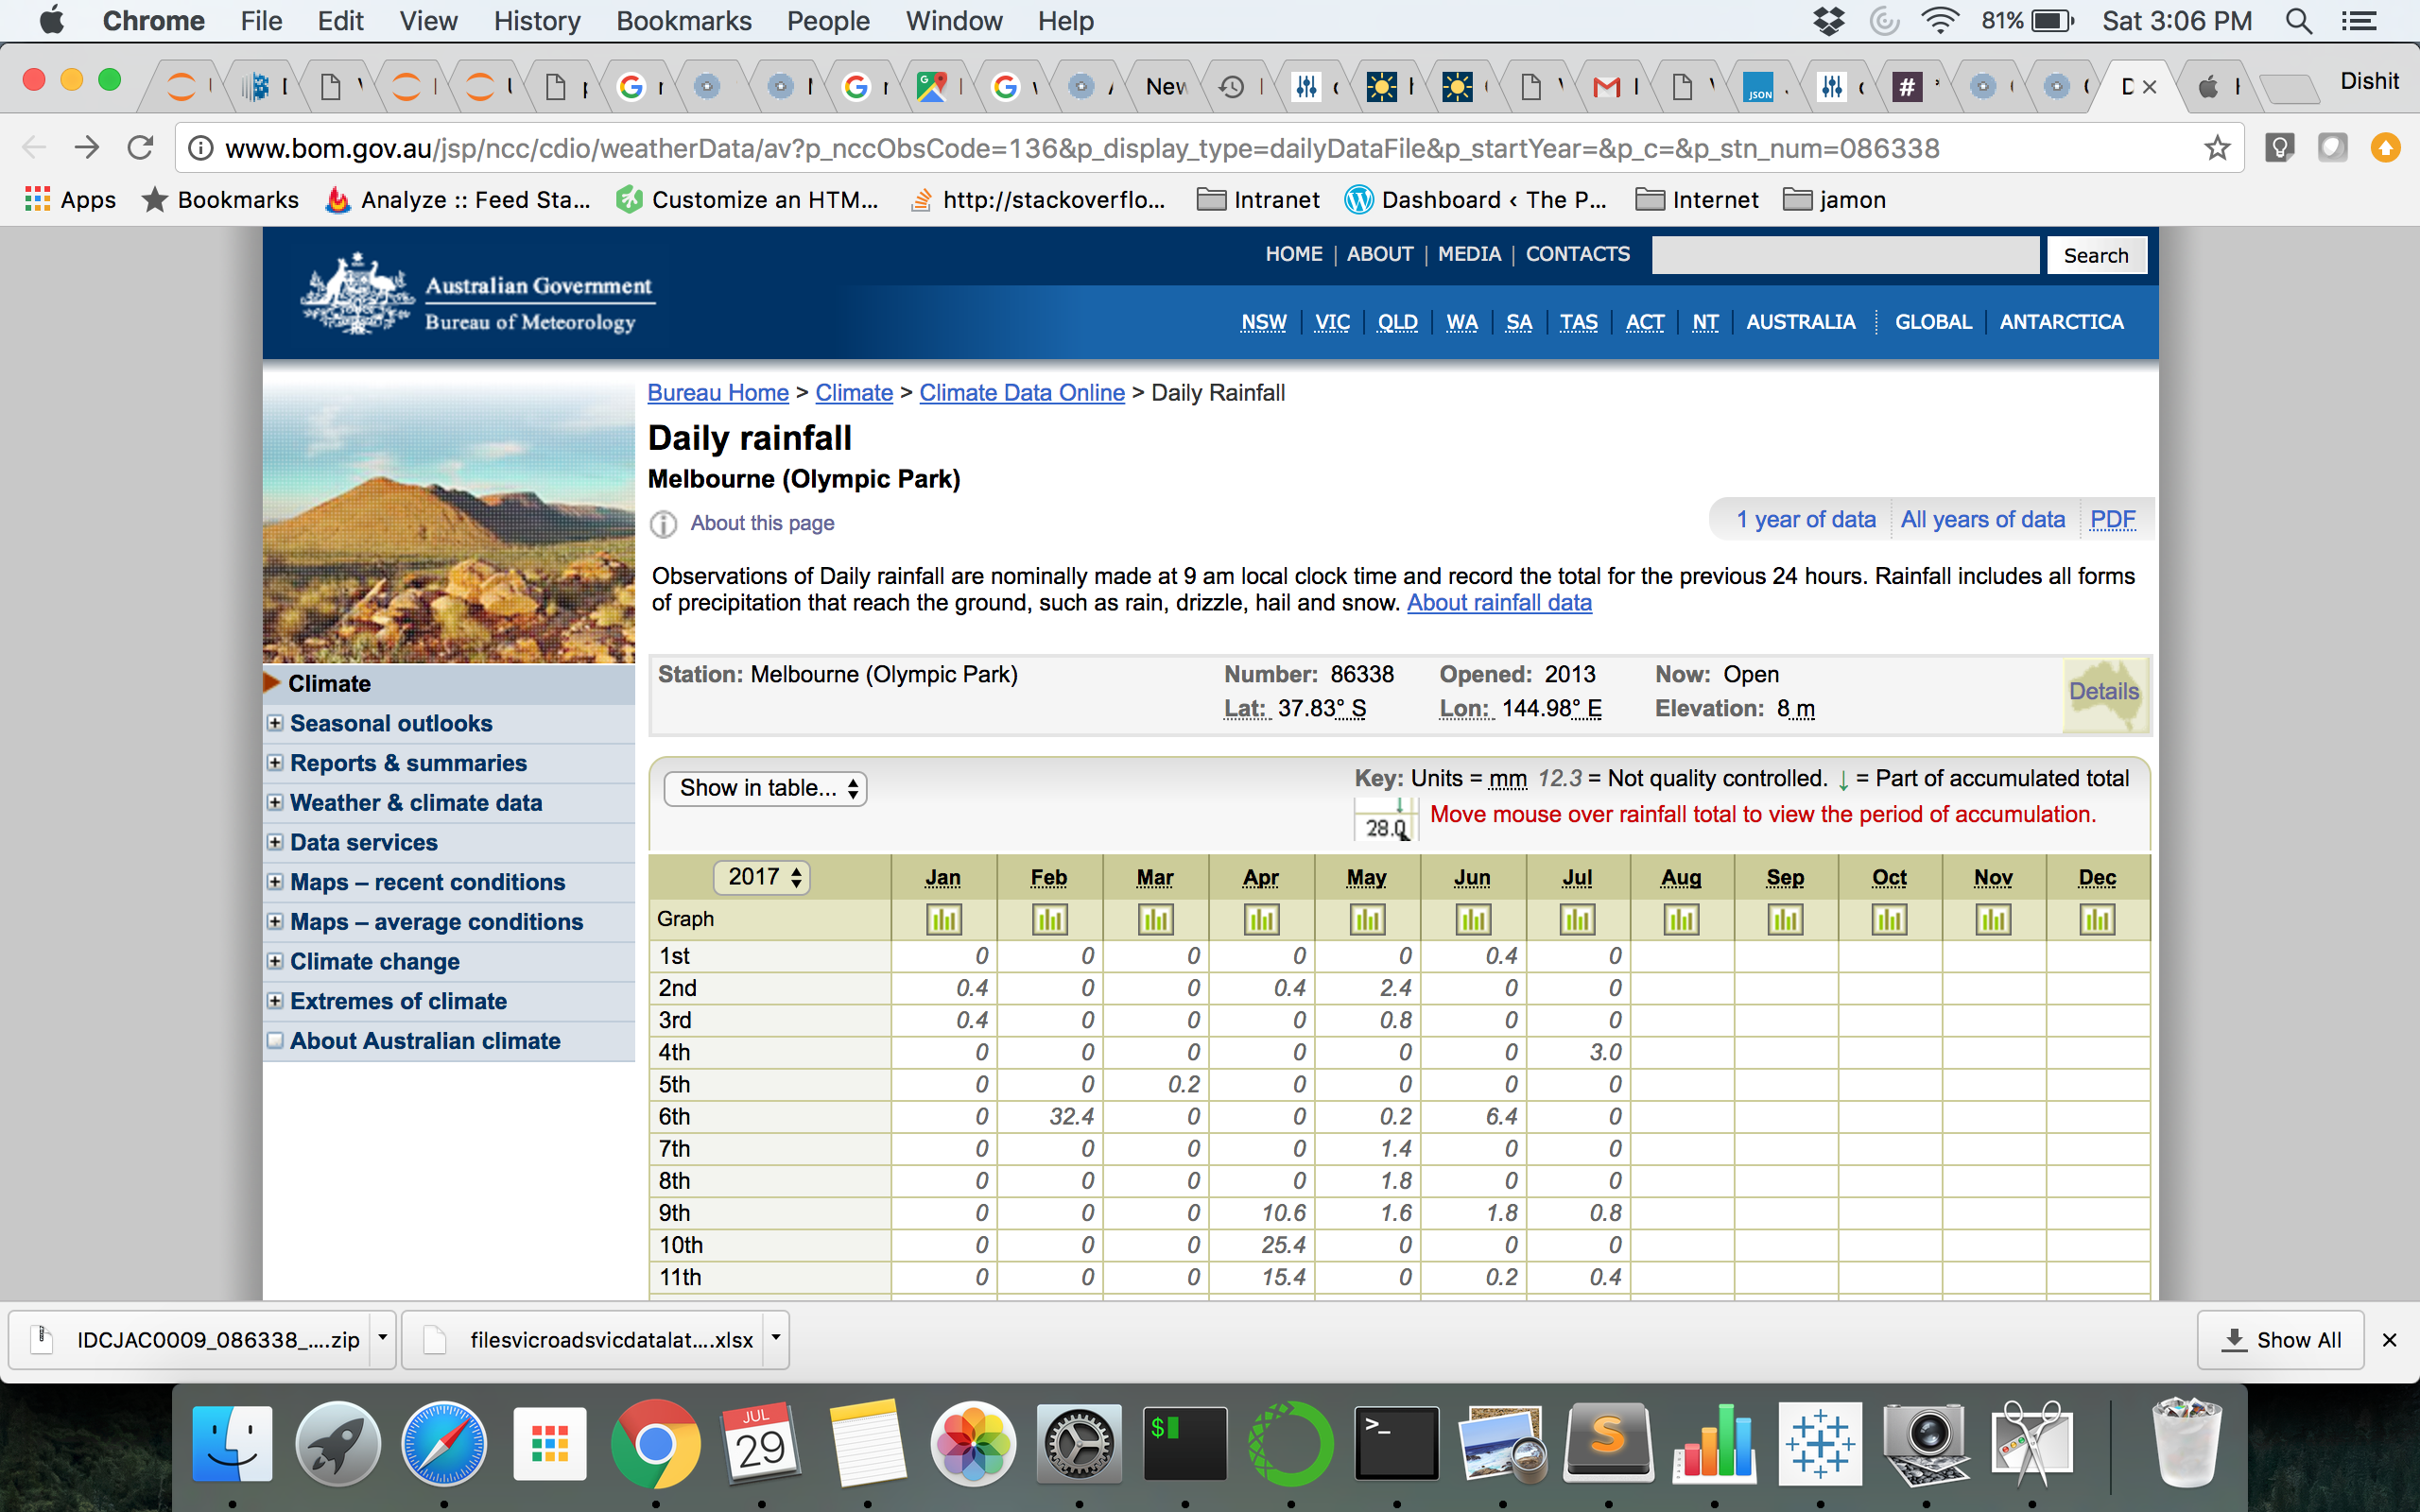 Chrome File Edit View History Bookmarks People Window Help 81% Sat 3:06 PM
New JSON Dishit
www.bom.gov.au/jsp/ncc/cdio/weatherData/av?p_nccObsCode=136&p_display_type=dailyDataFile&p_startYear=&p_c=&p_stn_num=086338
Apps Bookmarks Analyze :: Feed Sta... Customize an HTM... http://stackoverflo... Intranet Dashboard ‹ The P... Internet jamon
HOME | ABOUT | MEDIA | CONTACTS Search
Australian Government
Bureau of Meteorology
NSW VIC QLD WA SA TAS ACT NT AUSTRALIA GLOBAL ANTARCTICA
Bureau Home > Climate > Climate Data Online > Daily Rainfall
Daily rainfall
Melbourne (Olympic Park)
About this page
1 year of data All years of data PDF
Observations of Daily rainfall are nominally made at 9 am local clock time and record the total for the previous 24 hours. Rainfall includes all forms
of precipitation that reach the ground, such as rain, drizzle, hail and snow. About rainfall data
Station: Melbourne (Olympic Park) Number: 86338 Opened: 2013 Now: Open
Lat: 37.83° S Lon: 144.98° E Elevation: 8 m
Details
Climate
Seasonal outlooks
Reports & summaries
Weather & climate data
Data services
Maps – recent conditions
Maps – average conditions
Climate change
Extremes of climate
About Australian climate
Show in table...
Key: Units = mm 12.3 = Not quality controlled. ↓ = Part of accumulated total
28.0 Move mouse over rainfall total to view the period of accumulation.
2017 Jan Feb Mar Apr May Jun Jul Aug Sep Oct Nov Dec
Graph
1st 0 0 0 0 0 0.4 0
2nd 0.4 0 0 0.4 2.4 0 0
3rd 0.4 0 0 0 0.8 0 0
4th 0 0 0 0 0 0 3.0
5th 0 0 0.2 0 0 0 0
6th 0 32.4 0 0 0.2 6.4 0
7th 0 0 0 0 1.4 0 0
8th 0 0 0 0 1.8 0 0
9th 0 0 0 10.6 1.6 1.8 0.8
10th 0 0 0 25.4 0 0 0
11th 0 0 0 15.4 0 0.2 0.4
IDCJAC0009_086338_....zip filesvicroadsvicdatalat....xlsx Show All
JUL
29